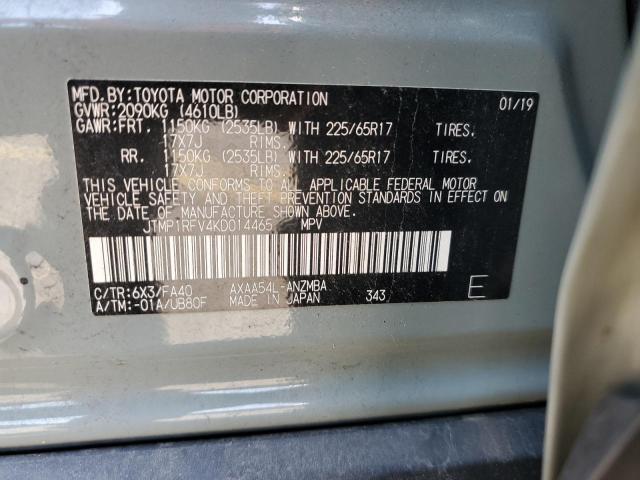 MFD. BY: TOYOTA MOTOR CORPORATION 01/19
GVWR: 2090KG (4610LB)
GAWR: FRT. 1150KG (2535LB) WITH 225/65R17 TIRES.
17X7J RIMS.
RR. 1150KG (2535LB) WITH 225/65R17 TIRES.
17X7J RIMS.
THIS VEHICLE CONFORMS TO ALL APPLICABLE FEDERAL MOTOR
VEHICLE SAFETY AND THEFT PREVENTION STANDARDS IN EFFECT ON
THE DATE OF MANUFACTURE SHOWN ABOVE.
JTMP1RFV4KD014465 MPV
C/TR: 6X3/FA40 AXAA54L-ANZMBA
A/TM: -01A/UB80F MADE IN JAPAN 343 E